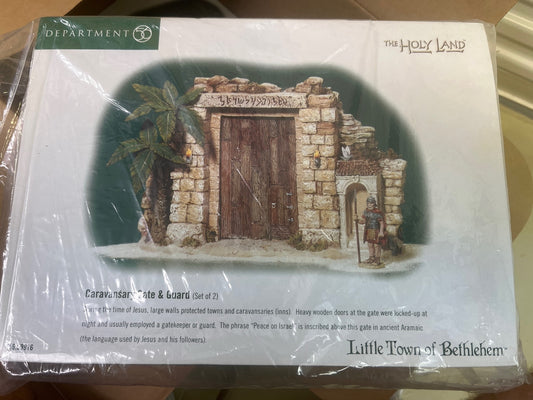 DEPARTMENT 56
THE HOLY LAND
Caravansary Gate & Guard (Set of 2)
During the time of Jesus, large walls protected towns and caravansaries (inns). Heavy wooden doors at the gate were locked-up at
night and usually employed a gatekeeper or guard. The phrase "Peace on Israel" is inscribed above this gate in ancient Aramaic
(the language used by Jesus and his followers).
Little Town of Bethlehem™